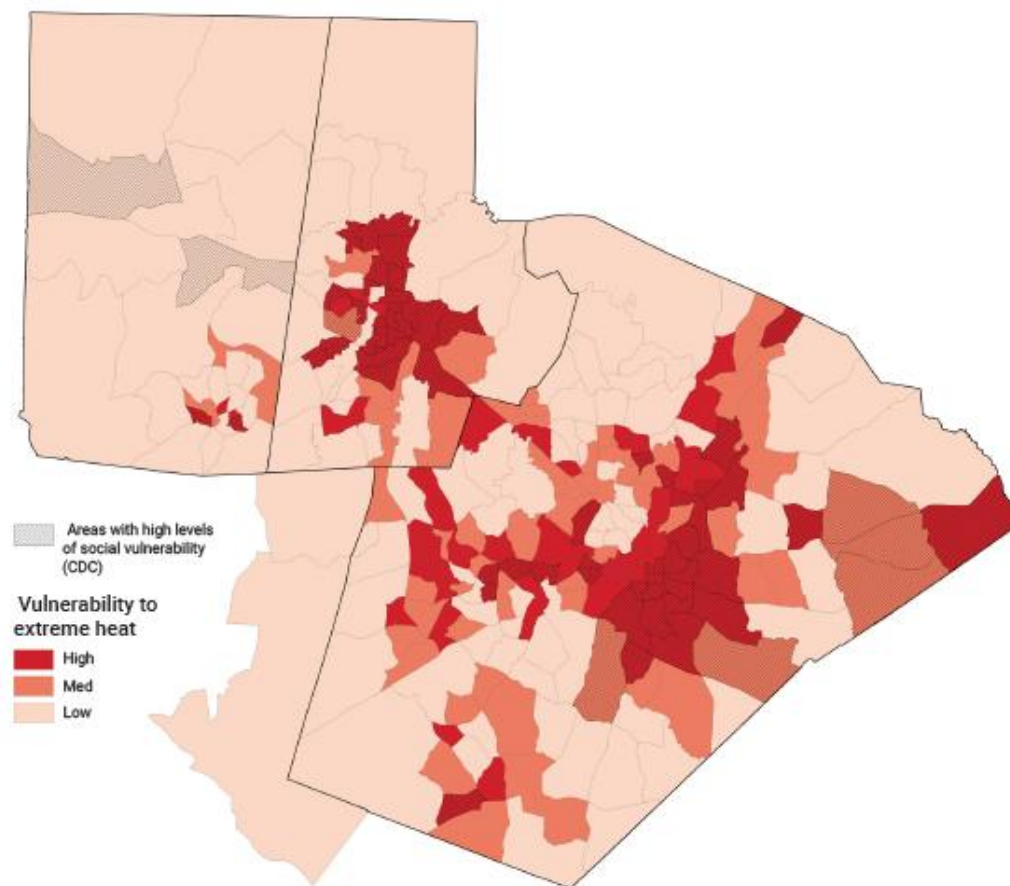 Areas with high levels
of social vulnerability
(CDC)
Vulnerability to
extreme heat
High
Med
Low